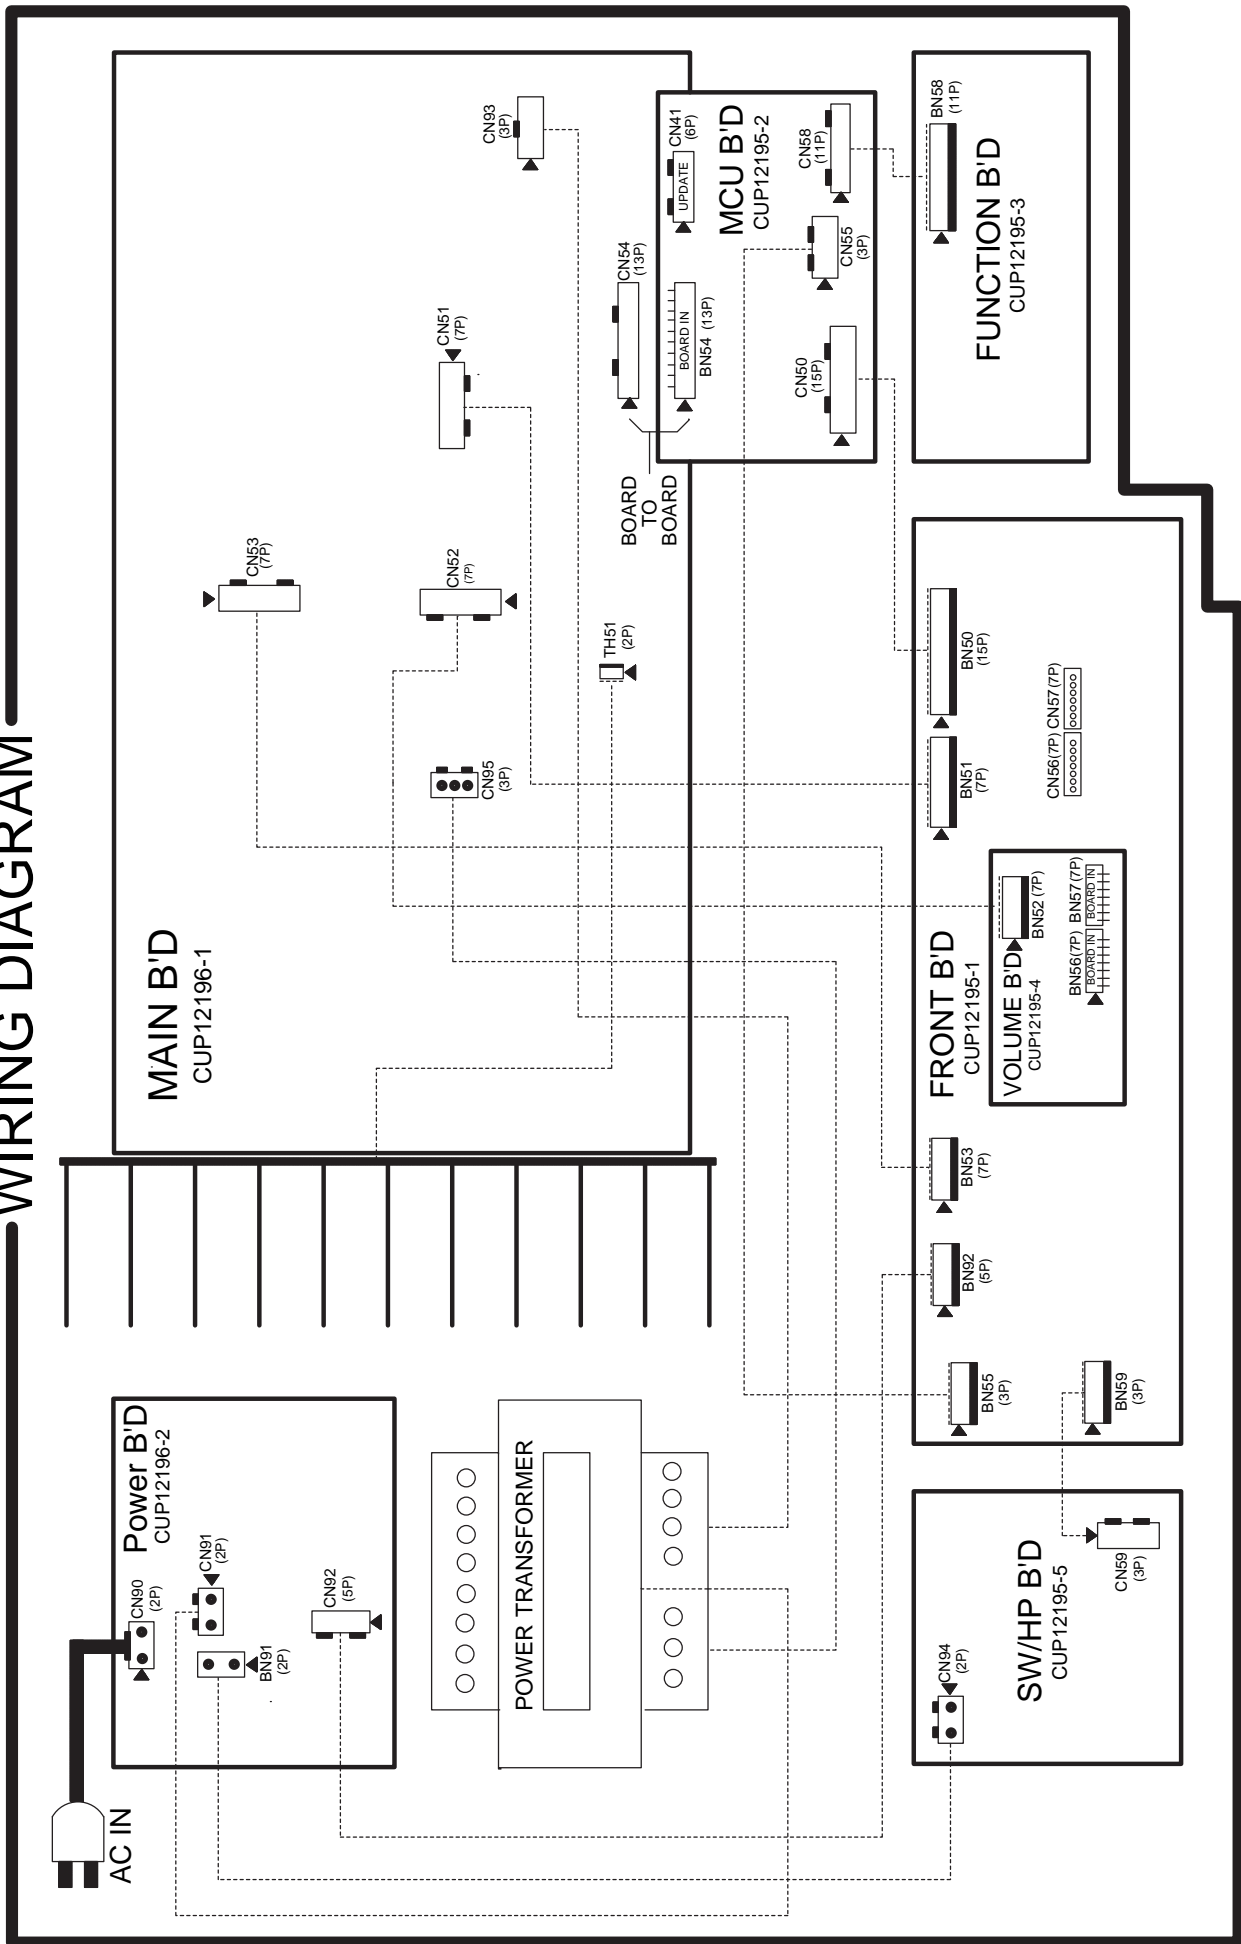 WIRING DIAGRAM
MAIN B'D
CUP12196-1
CN93
(3P)
CN51
(7P)
CN53
(7P)
CN52
(7P)
TH51
(2P)
CN95
(3P)
CN54
(13P)
BOARD
TO
BOARD
MCU B'D
CUP12195-2
CN41
(6P)
UPDATE
BOARD IN
BN54 (13P)
CN58
(11P)
CN55
(3P)
CN50
(15P)
FUNCTION B'D
CUP12195-3
BN58
(11P)
FRONT B'D
CUP12195-1
BN50
(15P)
BN51
(7P)
CN56(7P) CN57(7P)
VOLUME B'D
CUP12195-4
BN52 (7P)
BN56(7P) BN57(7P)
BOARD IN BOARD IN
BN53
(7P)
BN92
(5P)
BN55
(3P)
BN59
(3P)
Power B'D
CUP12196-2
CN90
(2P)
CN91
(2P)
BN91
(2P)
CN92
(5P)
AC IN
POWER TRANSFORMER
SW/HP B'D
CUP12195-5
CN94
(2P)
CN59
(3P)